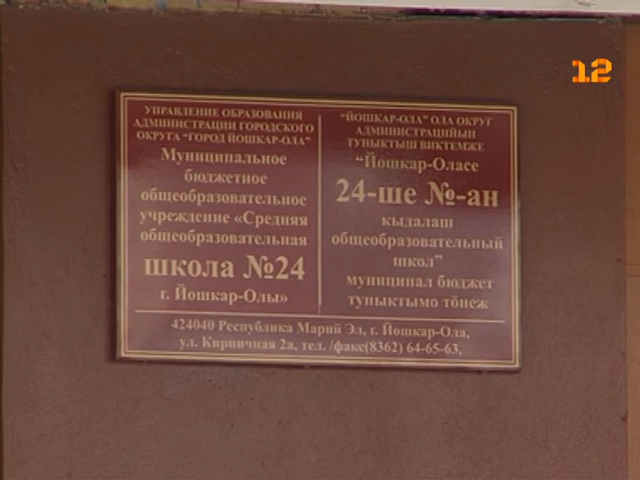 12
УПРАВЛЕНИЕ ОБРАЗОВАНИЯ
АДМИНИСТРАЦИИ ГОРОДСКОГО
ОКРУГА "ГОРОД ЙОШКАР-ОЛА"
Муниципальное
бюджетное
общеобразовательное
учреждение «Средняя
общеобразовательная
школа №24
г. Йошкар-Олы»
"ЙОШКАР-ОЛА" ОЛА ОКРУГ
АДМИНИСТРАЦИЙЫН
ТУНЫКТЫШ ВИКТЕМЖЕ
"Йошкар-Оласе
24-ше №-ан
кыдалаш
общеобразовательный
школ"
муниципал бюджет
туныктымо тӧнеж
424040 Республика Марий Эл, г. Йошкар-Ола,
ул. Кирпичная 2а, тел. /факс(8362) 64-65-63,